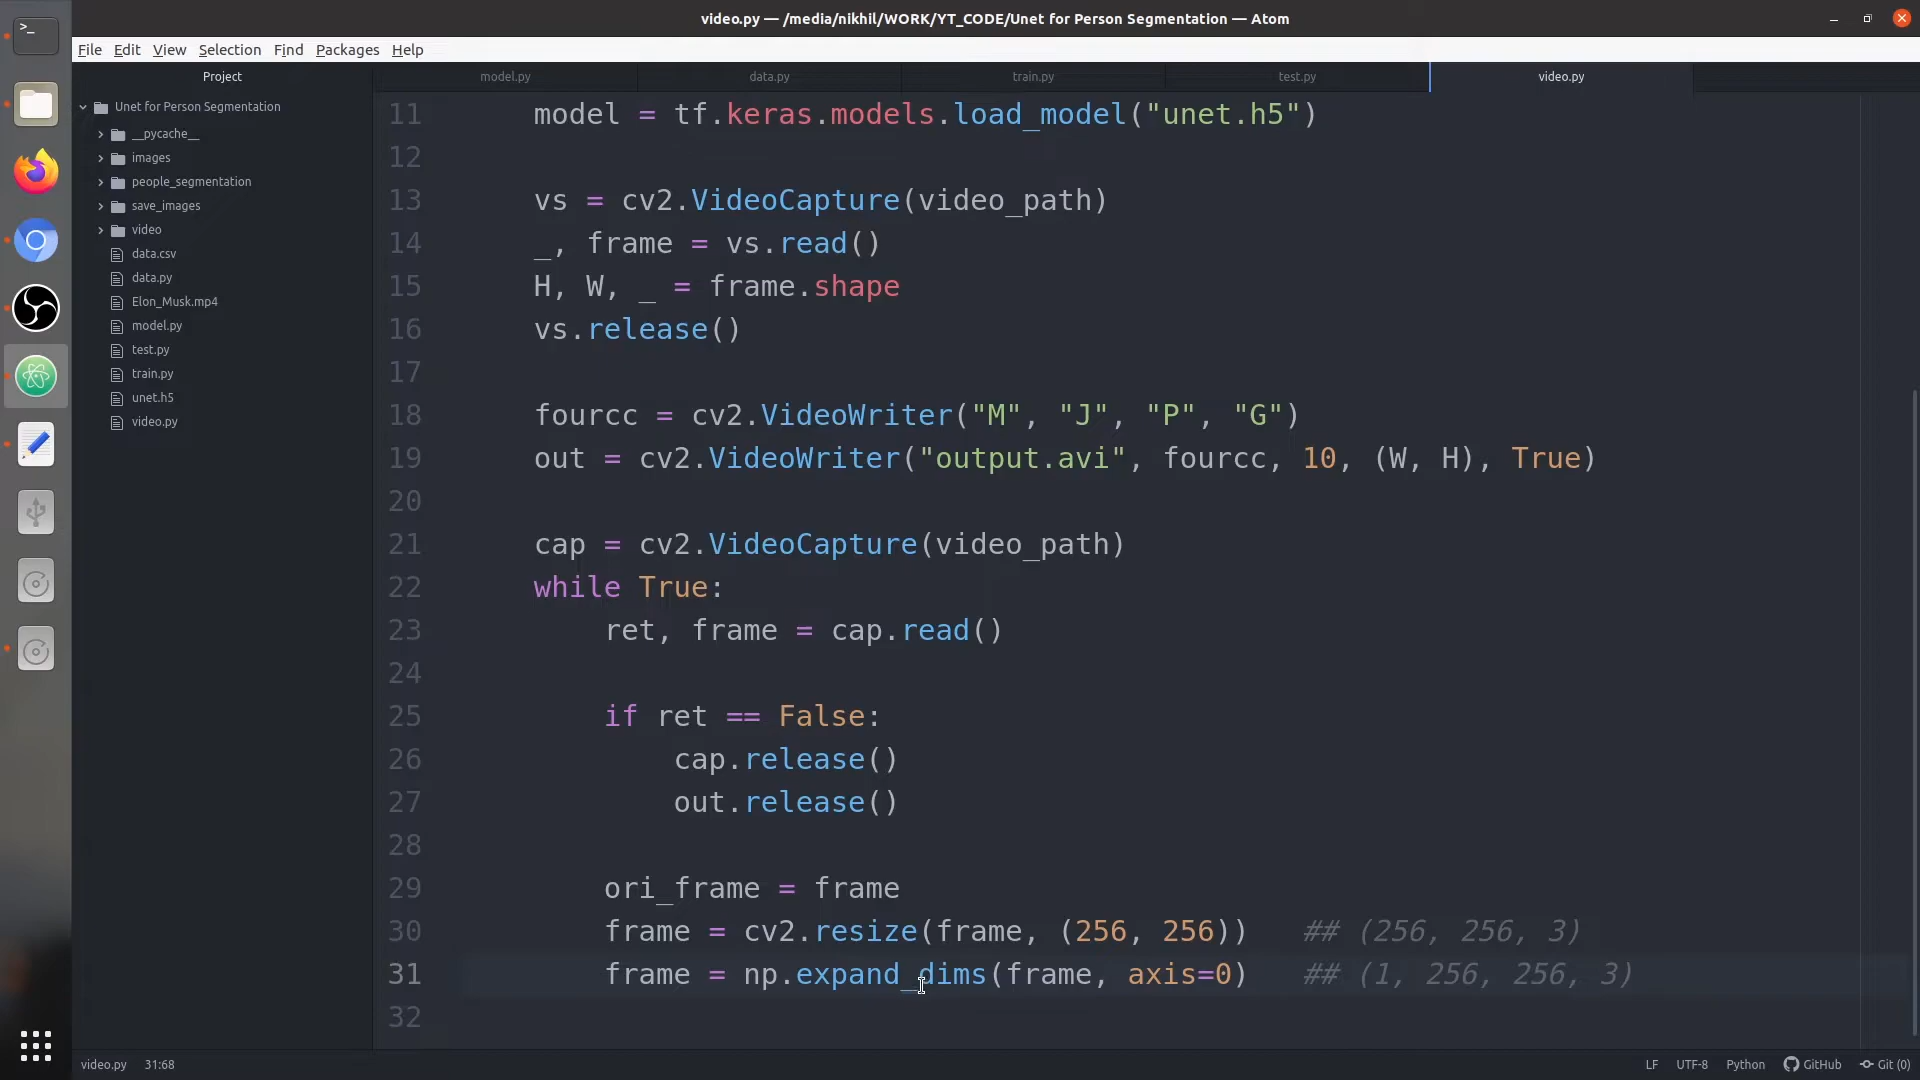 video.py — /media/nikhil/WORK/YT_CODE/Unet for Person Segmentation — Atom
File Edit View Selection Find Packages Help
Project
model.py data.py train.py test.py video.py
Unet for Person Segmentation
__pycache__
images
people_segmentation
save_images
video
data.csv
data.py
Elon_Musk.mp4
model.py
test.py
train.py
unet.h5
video.py
11 model = tf.keras.models.load_model("unet.h5")
12
13 vs = cv2.VideoCapture(video_path)
14 _, frame = vs.read()
15 H, W, _ = frame.shape
16 vs.release()
17
18 fourcc = cv2.VideoWriter("M", "J", "P", "G")
19 out = cv2.VideoWriter("output.avi", fourcc, 10, (W, H), True)
20
21 cap = cv2.VideoCapture(video_path)
22 while True:
23 ret, frame = cap.read()
24
25 if ret == False:
26 cap.release()
27 out.release()
28
29 ori_frame = frame
30 frame = cv2.resize(frame, (256, 256)) ## (256, 256, 3)
31 frame = np.expand_dims(frame, axis=0) ## (1, 256, 256, 3)
32
video.py 31:68 LF UTF-8 Python GitHub Git (0)